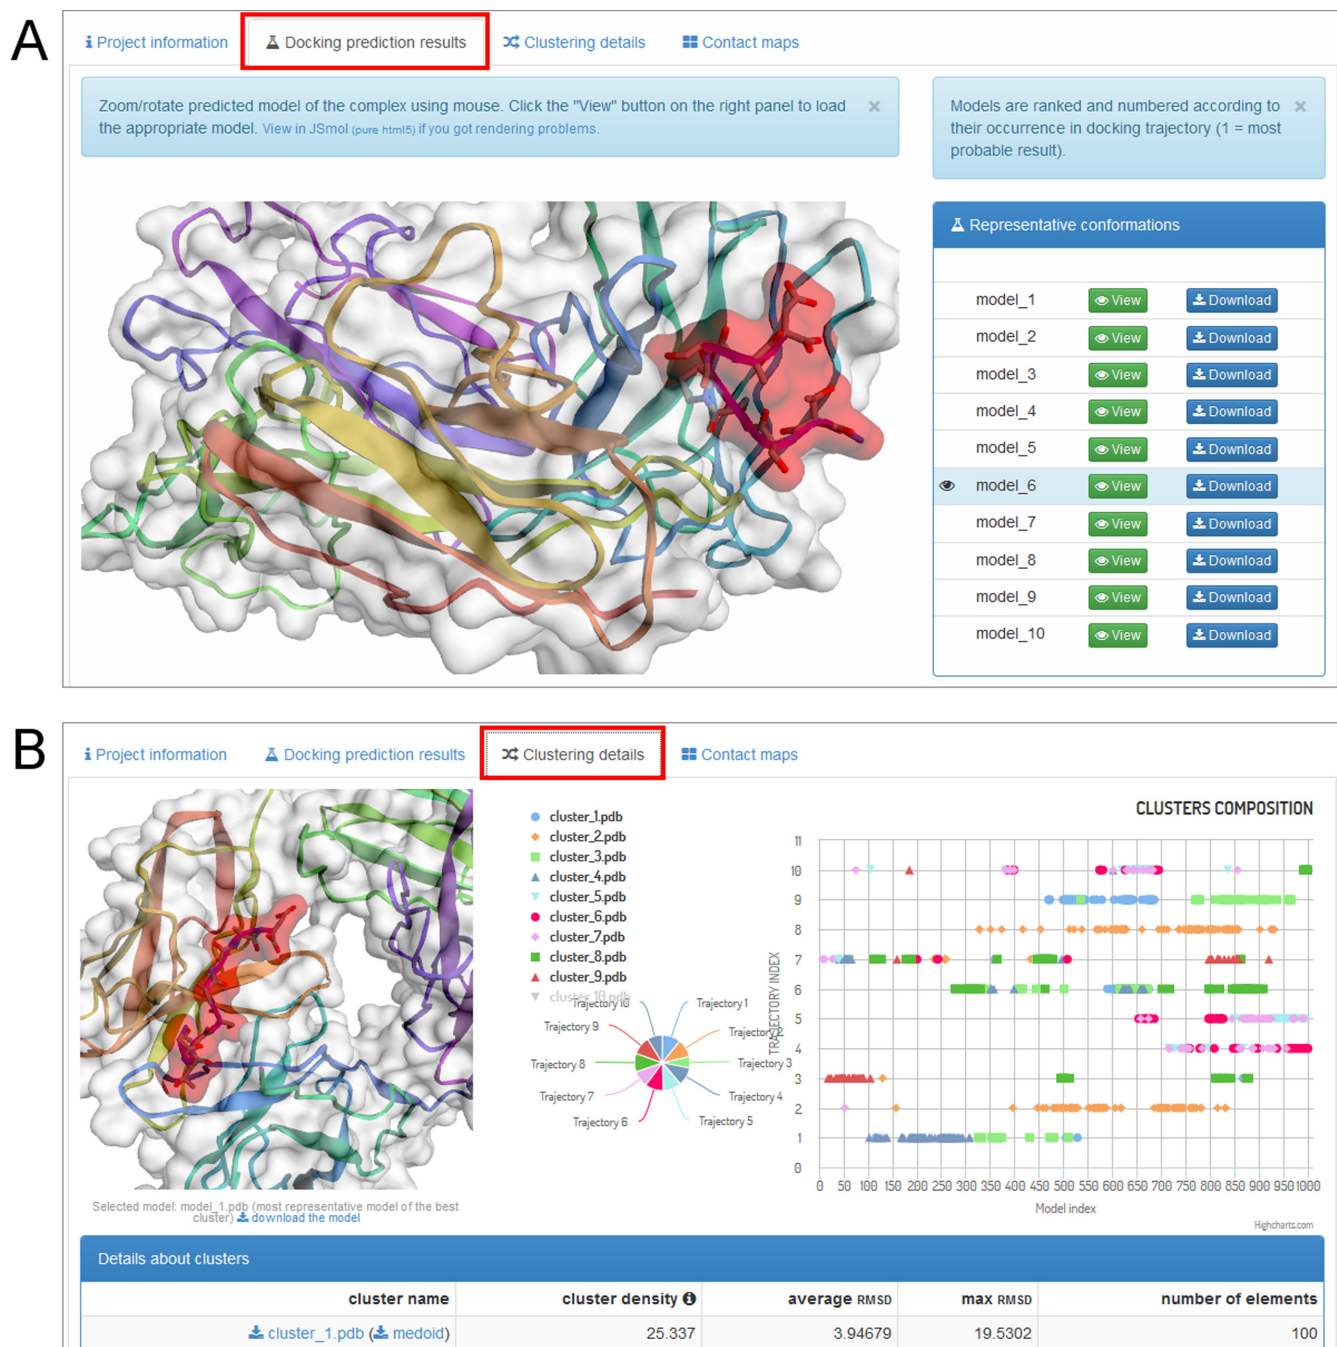 A
Project information
Docking prediction results
Clustering details
Contact maps
Zoom/rotate predicted model of the complex using mouse. Click the "View" button on the right panel to load
the appropriate model. View in JSmol (pure html5) if you got rendering problems.
×
Models are ranked and numbered according to
their occurrence in docking trajectory (1 = most
probable result).
×
Representative conformations
model_1 View Download
model_2 View Download
model_3 View Download
model_4 View Download
model_5 View Download
model_6 View Download
model_7 View Download
model_8 View Download
model_9 View Download
model_10 View Download
B
Project information
Docking prediction results
Clustering details
Contact maps
Selected model: model_1.pdb (most representative model of the best
cluster) download the model
cluster_1.pdb
cluster_2.pdb
cluster_3.pdb
cluster_4.pdb
cluster_5.pdb
cluster_6.pdb
cluster_7.pdb
cluster_8.pdb
cluster_9.pdb
cluster_10.pdb
Trajectory 10
Trajectory 1
Trajectory 9
Trajectory 2
Trajectory 8
Trajectory 3
Trajectory 7
Trajectory 4
Trajectory 6
Trajectory 5
CLUSTERS COMPOSITION
TRAJECTORY INDEX
11
10
9
8
7
6
5
4
3
2
1
0
0 50 100 150 200 250 300 350 400 450 500 550 600 650 700 750 800 850 900 950 1000
Model index
Highcharts.com
Details about clusters
cluster name cluster density average RMSD max RMSD number of elements
cluster_1.pdb (medoid) 25.337 3.94679 19.5302 100